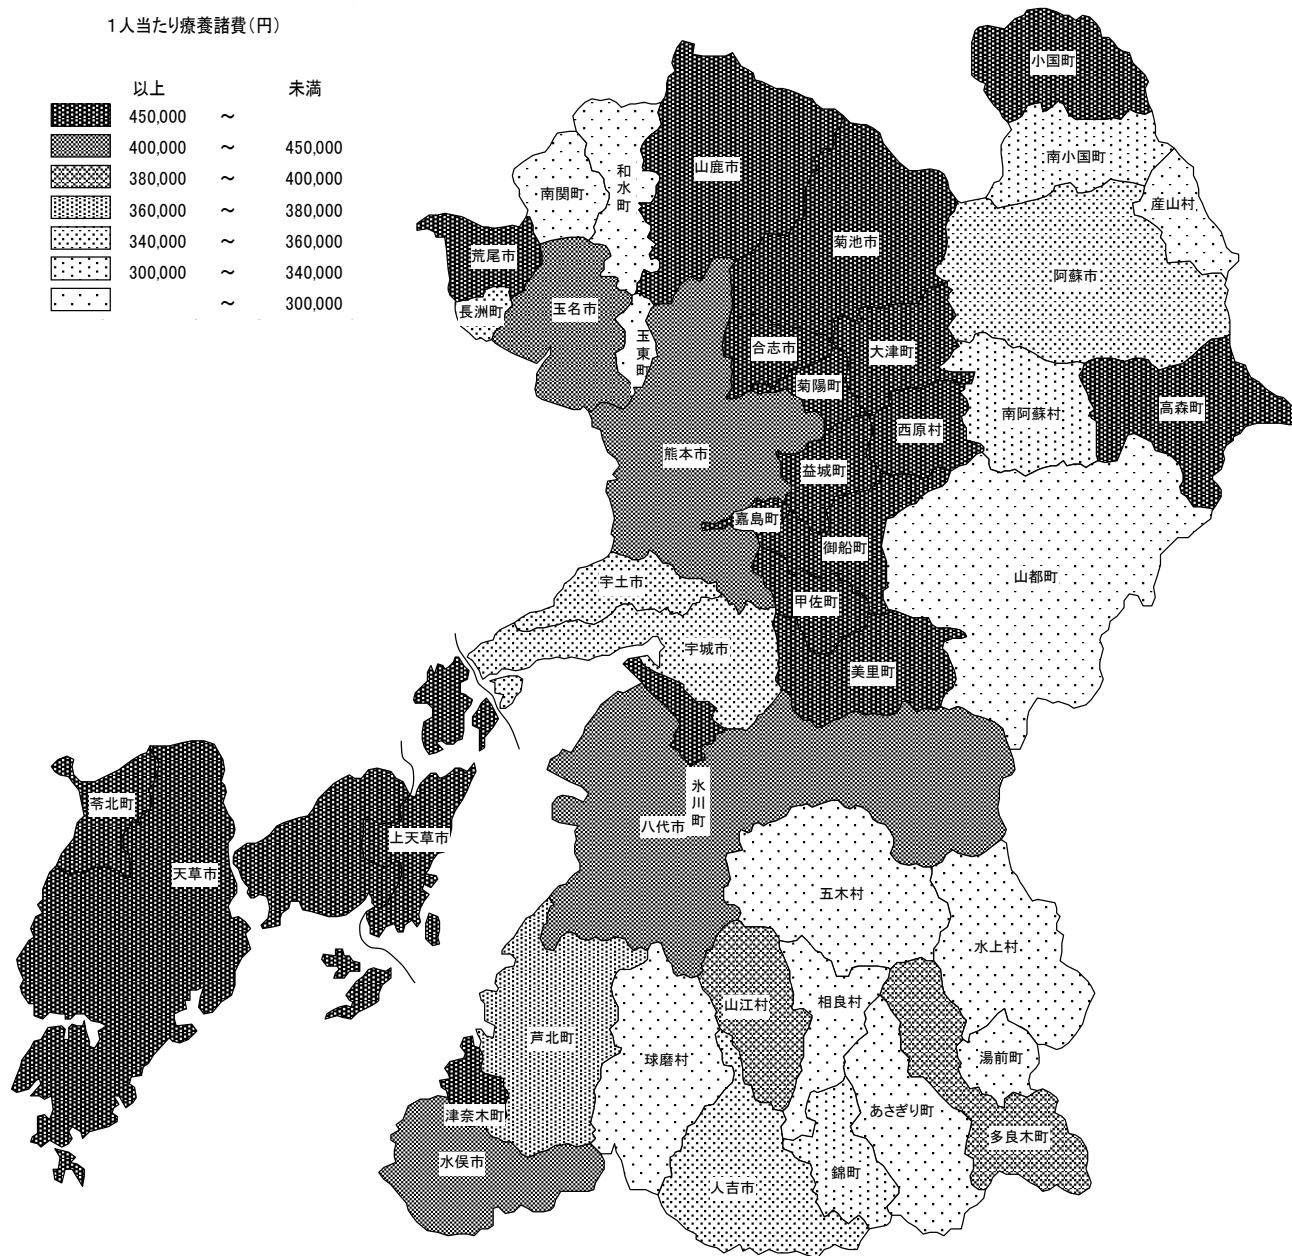 1人当たり療養諸費(円)
以上 未満
450,000 ～
400,000 ～ 450,000
380,000 ～ 400,000
360,000 ～ 380,000
340,000 ～ 360,000
300,000 ～ 340,000
～ 300,000
小国町
南小国町
産山村
山鹿市
和水町
南関町
菊池市
荒尾市
阿蘇市
長洲町
玉名市
玉東町
合志市
大津町
菊陽町
高森町
南阿蘇村
西原村
熊本市
益城町
嘉島町
御船町
山都町
宇土市
甲佐町
宇城市
美里町
氷川町
苓北町
八代市
上天草市
天草市
五木村
水上村
山江村
相良村
芦北町
球磨村
湯前町
あさぎり町
津奈木町
多良木町
水俣市
錦町
人吉市